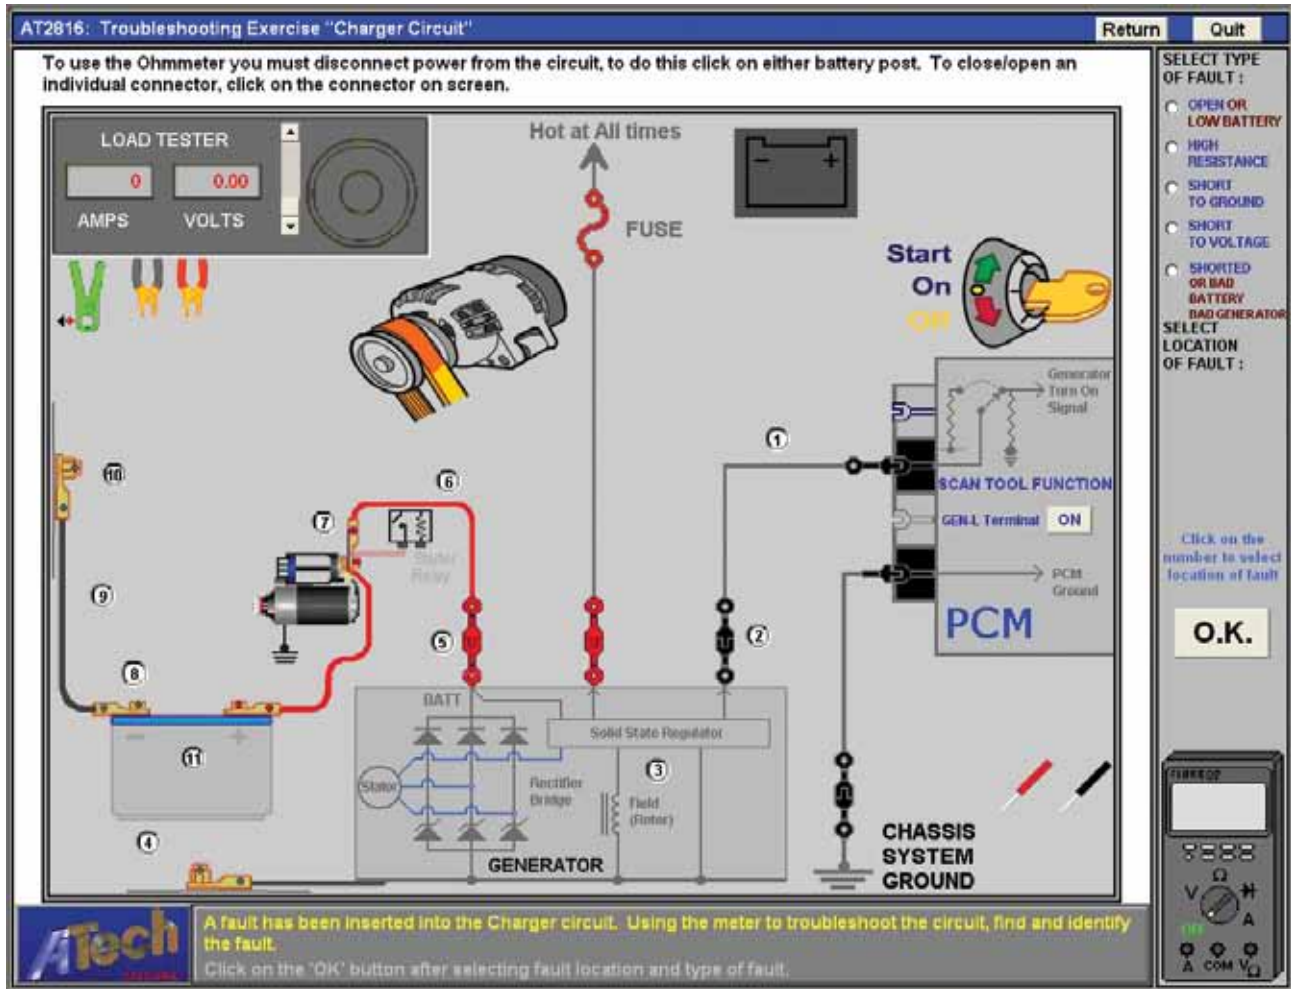 AT2816: Troubleshooting Exercise "Charger Circuit"
Return
Quit
To use the Ohmmeter you must disconnect power from the circuit, to do this click on either battery post. To close/open an
individual connector, click on the connector on screen.
SELECT TYPE
OF FAULT :
OPEN OR
LOW BATTERY
HIGH
RESISTANCE
SHORT
TO GROUND
SHORT
TO VOLTAGE
SHORTED
OR BAD
BATTERY
BAD GENERATOR
SELECT
LOCATION
OF FAULT :
LOAD TESTER
0
0.00
AMPS
VOLTS
Hot at All times
- +
FUSE
Start
On
Off
Generator
Turn On
Signal
1
SCAN TOOL FUNCTION
GEN-L Terminal
ON
PCM
Ground
PCM
10
6
7
Starter
Relay
9
5
2
8
BATT
Solid State Regulator
- +
11
3
Stator
Rectifier
Bridge
Field
(Rotor)
4
GENERATOR
CHASSIS
SYSTEM
GROUND
Click on the
number to select
location of fault
O.K.
Ω
V
A
OFF
A COM VΩ
ATech
A fault has been inserted into the Charger circuit. Using the meter to troubleshoot the circuit, find and identify
the fault.
Click on the 'OK' button after selecting fault location and type of fault.